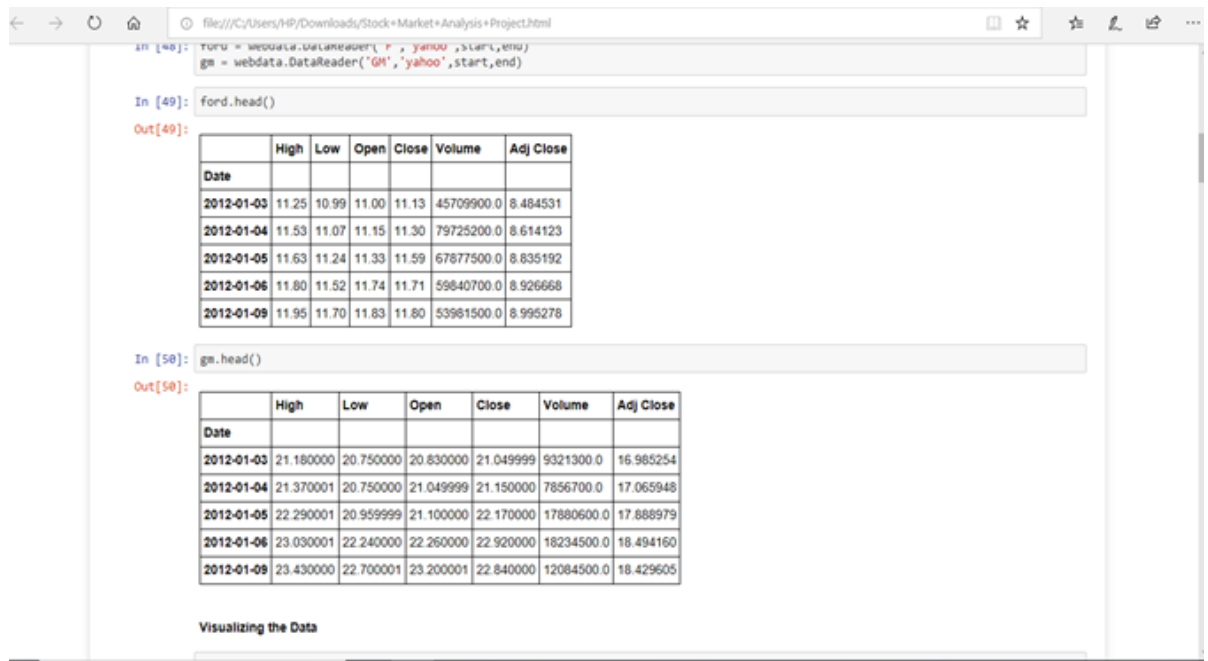 file:///C:/Users/HP/Downloads/Stock+Market+Analysis+Project.html
In [48]: ford = webdata.DataReader('F','yahoo',start,end)
gm = webdata.DataReader('GM','yahoo',start,end)
In [49]: ford.head()
Out[49]:
High Low Open Close Volume Adj Close
Date
2012-01-03 11.25 10.99 11.00 11.13 45709900.0 8.484531
2012-01-04 11.53 11.07 11.15 11.30 79725200.0 8.614123
2012-01-05 11.63 11.24 11.33 11.59 67877500.0 8.835192
2012-01-06 11.80 11.52 11.74 11.71 59840700.0 8.926668
2012-01-09 11.95 11.70 11.83 11.80 53981500.0 8.995278
In [50]: gm.head()
Out[50]:
High Low Open Close Volume Adj Close
Date
2012-01-03 21.180000 20.750000 20.830000 21.049999 9321300.0 16.985254
2012-01-04 21.370001 20.750000 21.049999 21.150000 7856700.0 17.065948
2012-01-05 22.290001 20.959999 21.100000 22.170000 17880600.0 17.888979
2012-01-06 23.030001 22.240000 22.260000 22.920000 18234500.0 18.494160
2012-01-09 23.430000 22.700001 23.200001 22.840000 12084500.0 18.429605
Visualizing the Data